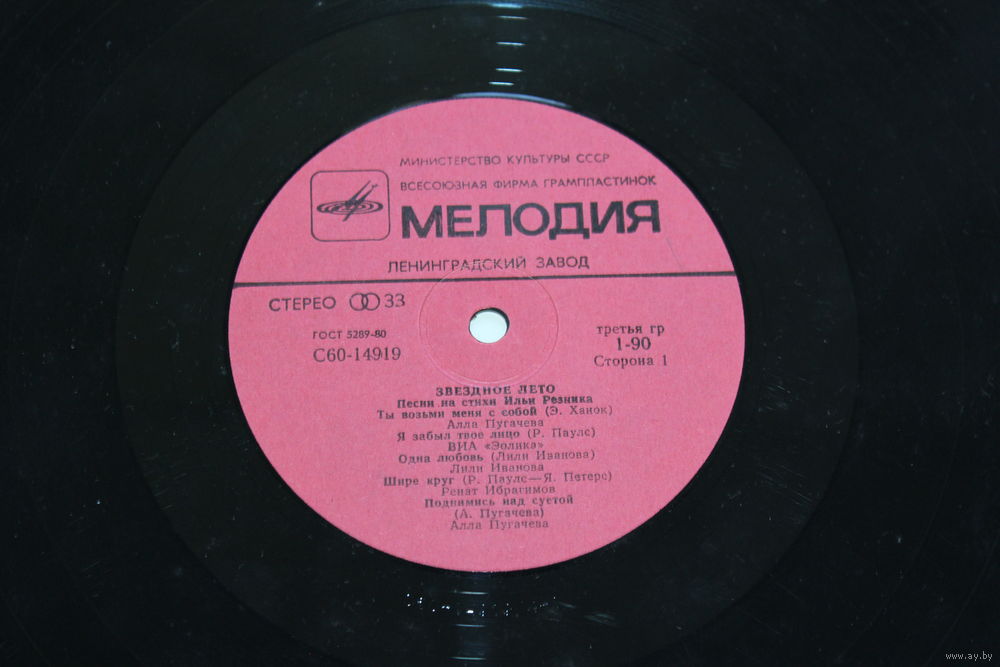 МИНИСТЕРСТВО КУЛЬТУРЫ СССР
ВСЕСОЮЗНАЯ ФИРМА ГРАМПЛАСТИНОК
МЕЛОДИЯ
ЛЕНИНГРАДСКИЙ ЗАВОД
СТЕРЕО 33
ГОСТ 5289-80
С60-14919
третья гр
1-90
Сторона 1
ЗВЕЗДНОЕ ЛЕТО
Песни на стихи Ильи Резника
Ты возьми меня с собой (Э. Ханок)
Алла Пугачева
Я забыл твое лицо (Р. Паулс)
ВИА «Эолика»
Одна любовь (Лили Иванова)
Лили Иванова
Шире круг (Р. Паулс—Я. Петерс)
Ренат Ибрагимов
Поднимись над суетой
(А. Пугачева)
Алла Пугачева
www.ay.by